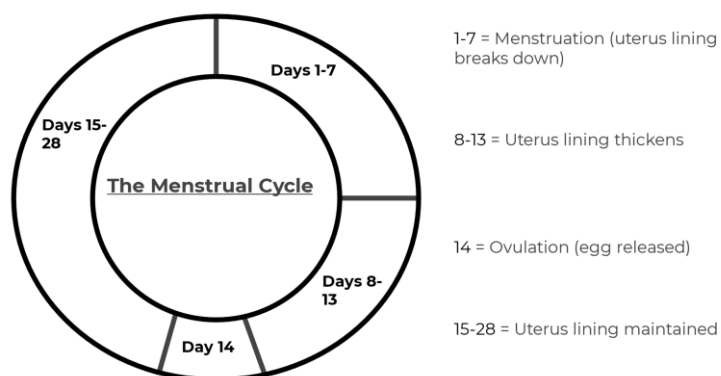 Days 1-7
Days 15-
28
The Menstrual Cycle
Days 8-
13
Day 14
1-7 = Menstruation (uterus lining
breaks down)
8-13 = Uterus lining thickens
14 = Ovulation (egg released)
15-28 = Uterus lining maintained